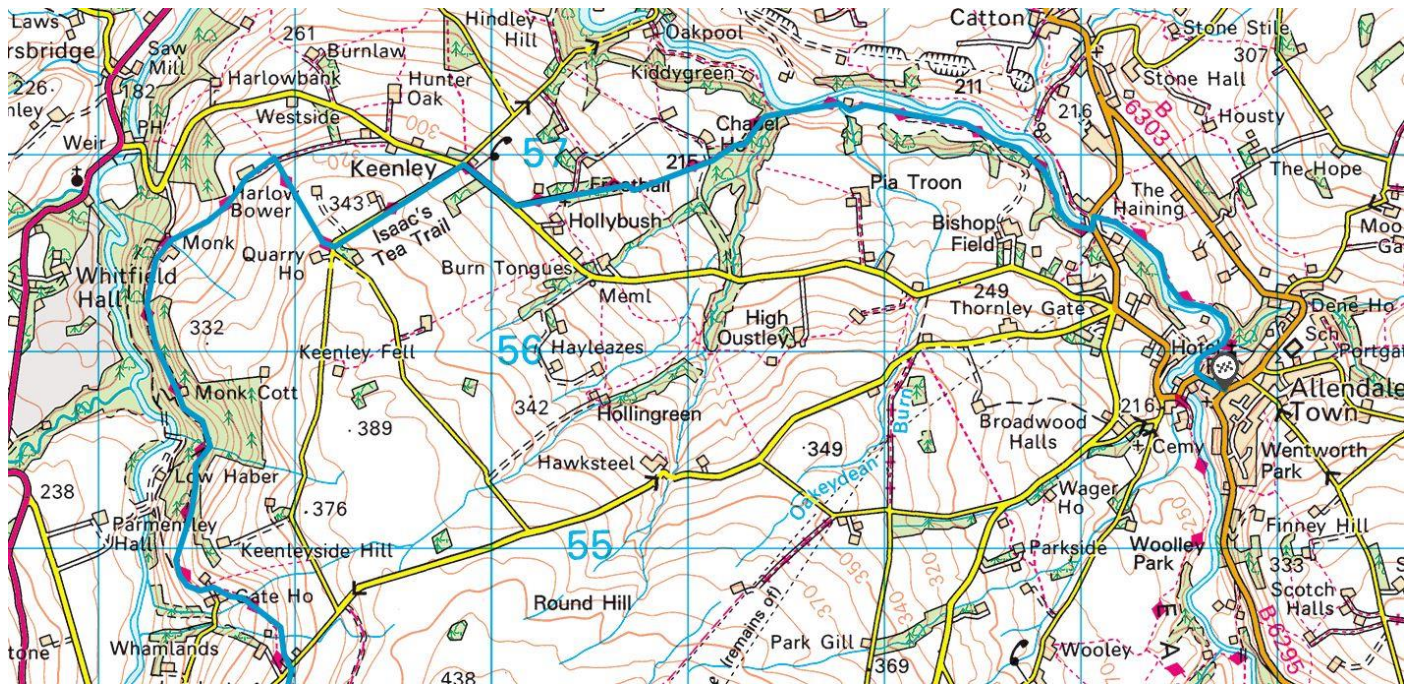 Laws
rsbridge
226
nley
Saw
Mill
182
PH
Weir
261
Burnlaw
Harlowbank
Westside
Hunter
Oak
300
Hindley
Hill
Oakpool
Kiddygreen
211
Catton
Stone Stile
307
Stone Hall
216
B
6303
Housty
The Hope
Moo
Ga
Keenley
57
Chapel
215
Frosthall
Hollybush
Pia Troon
Bishop
Field
The
Haining
Harlow
Bower
343
Isaac's
Tea Trail
Monk
Quarry
Ho
Burn Tongues
Meml
Whitfield
Hall
332
249
Thornley Gate
Dene Ho
Sch
Portgat
Hotel
High
Oustley
56
Hayleazes
Keenley Fell
Monk Cott
342
Hollingreen
389
Burn
Broadwood
Halls
216
Allendale
Town
Cemy
Wentworth
Park
Hawksteel
349
Oakeydean
Low Haber
238
376
Wager
Ho
250
Parmentley
Hall
Keenleyside Hill
55
Finney Hill
333
Parkside
Woolley
Park
350
320
340
370
Scotch
Halls
Gate Ho
Round Hill
(remains of)
B 6295
Whamlands
tone
438
Park Gill
369
Wooley
E
A